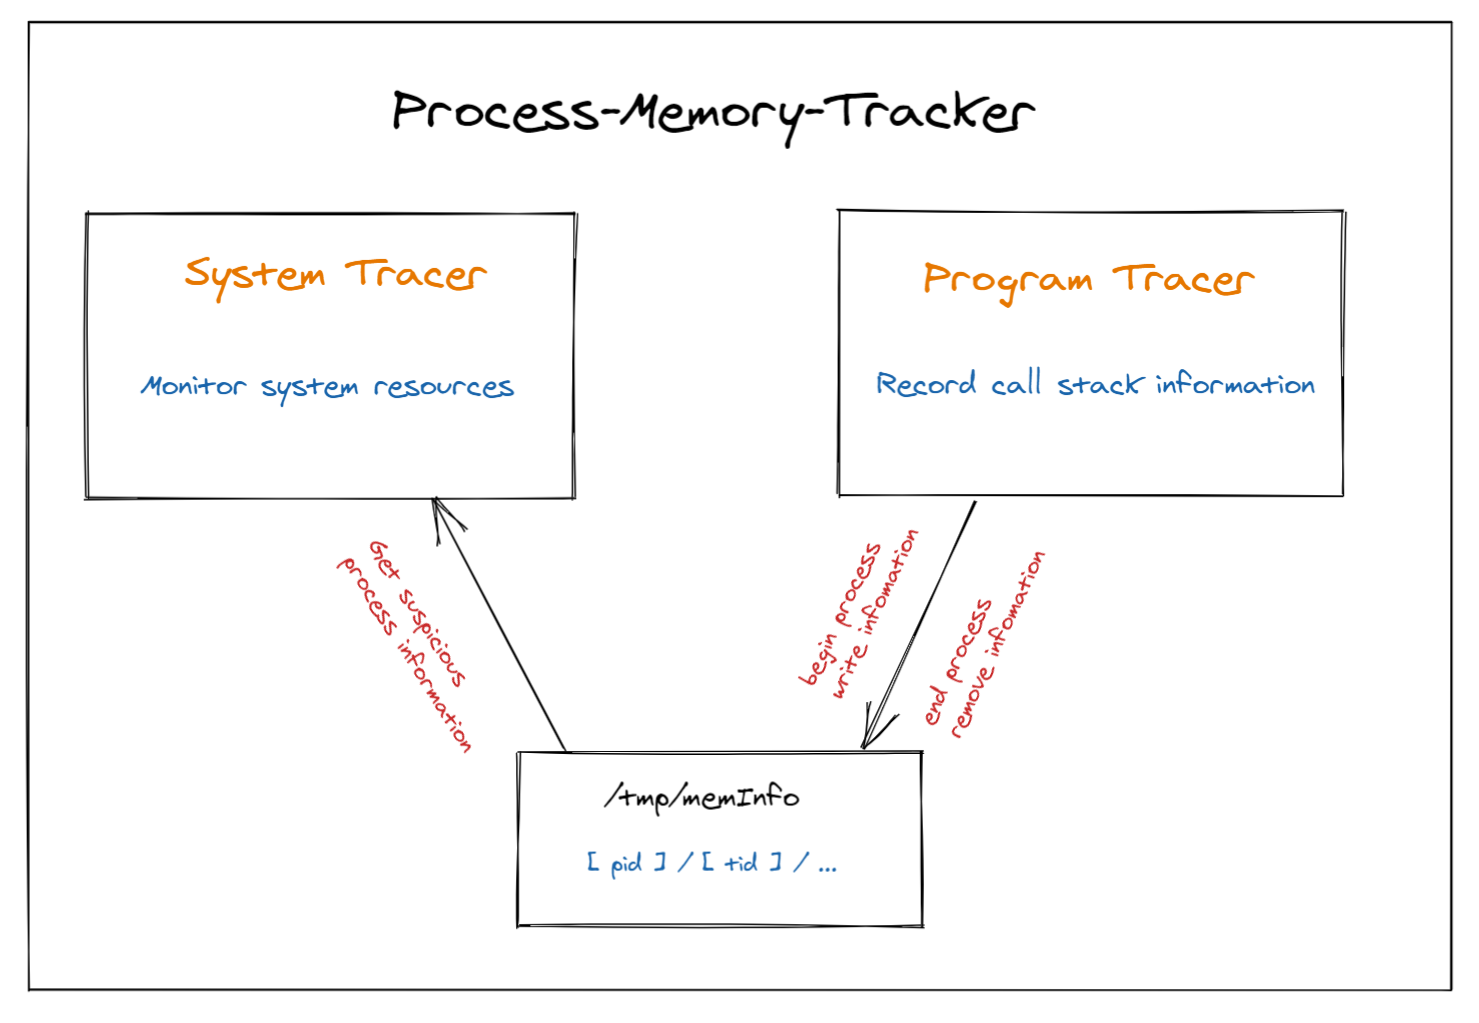 Process-Memory-Tracker
System Tracer
Monitor system resources
Program Tracer
Record call stack information
Get suspicious
process information
begin process
write infomation
end process
remove infomation
/tmp/memInfo
[ pid ] / [ tid ] / ...